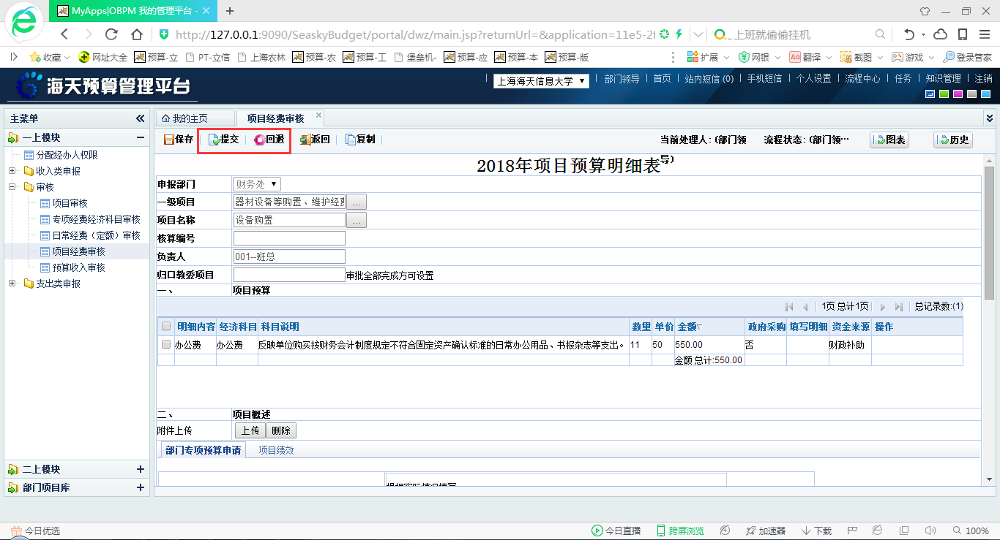 MyApps|OBPM 我的管理平台 -
http://127.0.0.1:9090/SeaskyBudget/portal/dwz/main.jsp?returnUrl=&application=11e5-2f
上班就偷偷挂机
收藏 网址大全 预算-立 PT-立信 上海农林 预算-农 预算-工 堡垒机- 预算-应 预算-本 预算-版 扩展 网银 翻译 截图 游戏 登录管家
海天预算管理平台
上海海天信息大学 部门领导 首页 站内短信 (0) 手机短信 个人设置 流程中心 任务 知识管理 注销
主菜单
一上模块
分配经办人权限
收入类申报
审核
项目审核
专项经费经济科目审核
日常经费（定额）审核
项目经费审核
预算收入审核
支出类申报
二上模块
部门项目库
我的主页 项目经费审核
保存 提交 回退 返回 复制 当前处理人：(部门领 流程状态：(部门领… 图表 历史
导)
2018年项目预算明细表
申报部门 财务处
一级项目 器材设备等购置、维护经费 ...
项目名称 设备购置 ...
核算编号
负责人 001--班总
归口教委项目 审批全部完成方可设置
一、 项目预算
1页 总计1页 总记录数:(1)
明细内容 经济科目 科目说明 数量 单价 金额 政府采购 填写明细 资金来源 操作
办公费 办公费 反映单位购买按财务会计制度规定不符合固定资产确认标准的日常办公用品、书报杂志等支出。 11 50 550.00 否 财政补助
金额 总计:550.00
二、 项目概述
附件上传 上传 删除
部门专项预算申请 项目绩效
根据实际情况填写
今日优选 今日直播 跨屏浏览 加速器 下载 100%